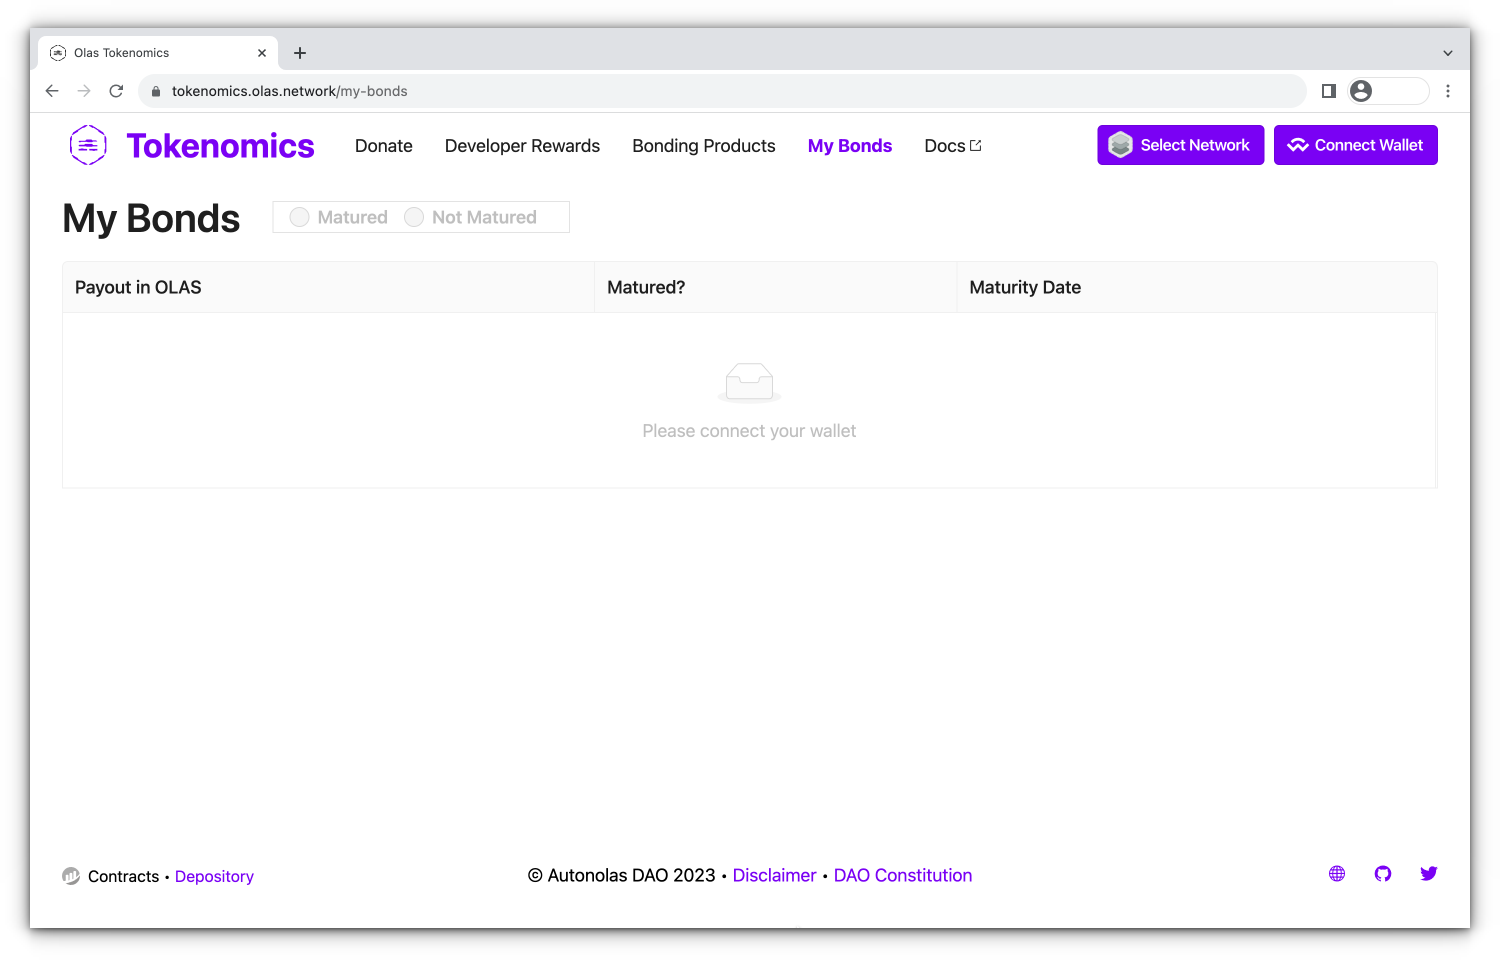 Olas Tokenomics
tokenomics.olas.network/my-bonds
Tokenomics Donate Developer Rewards Bonding Products My Bonds Docs Select Network Connect Wallet
My Bonds Matured Not Matured
Payout in OLAS Matured? Maturity Date
Please connect your wallet
Contracts • Depository © Autonolas DAO 2023 • Disclaimer • DAO Constitution